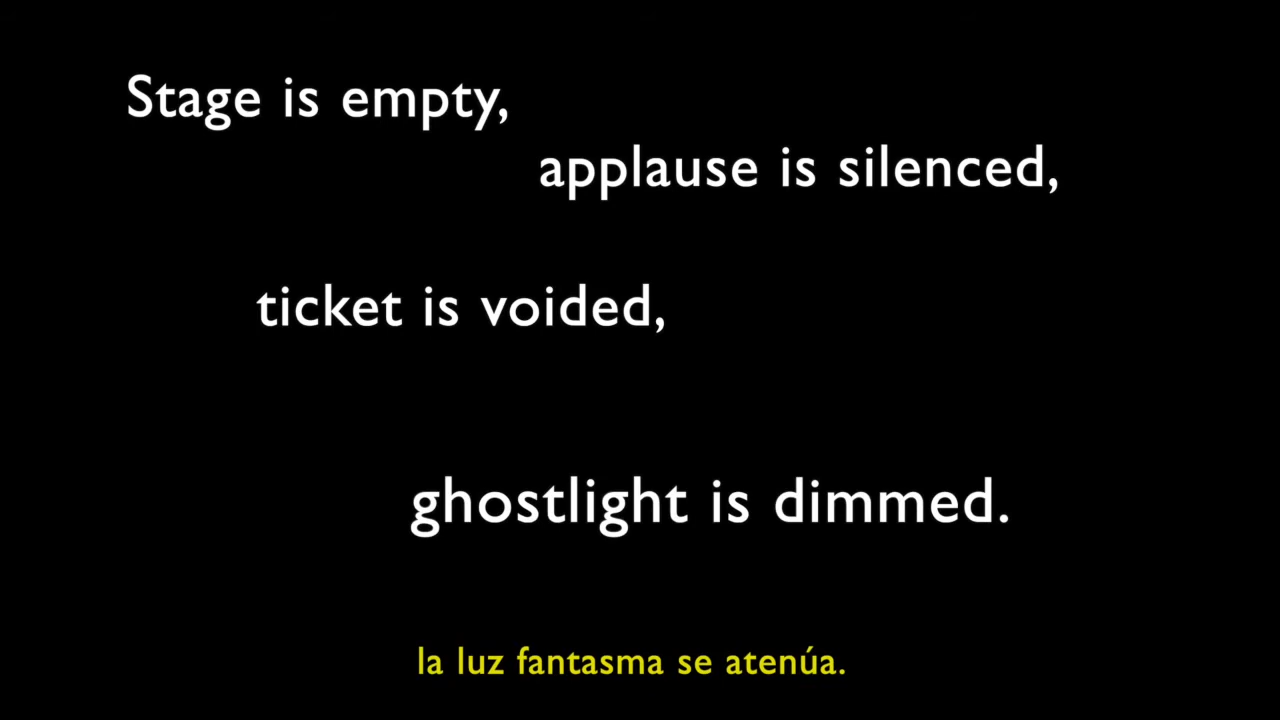 Stage is empty,
applause is silenced,
ticket is voided,
ghostlight is dimmed.
la luz fantasma se atenúa.